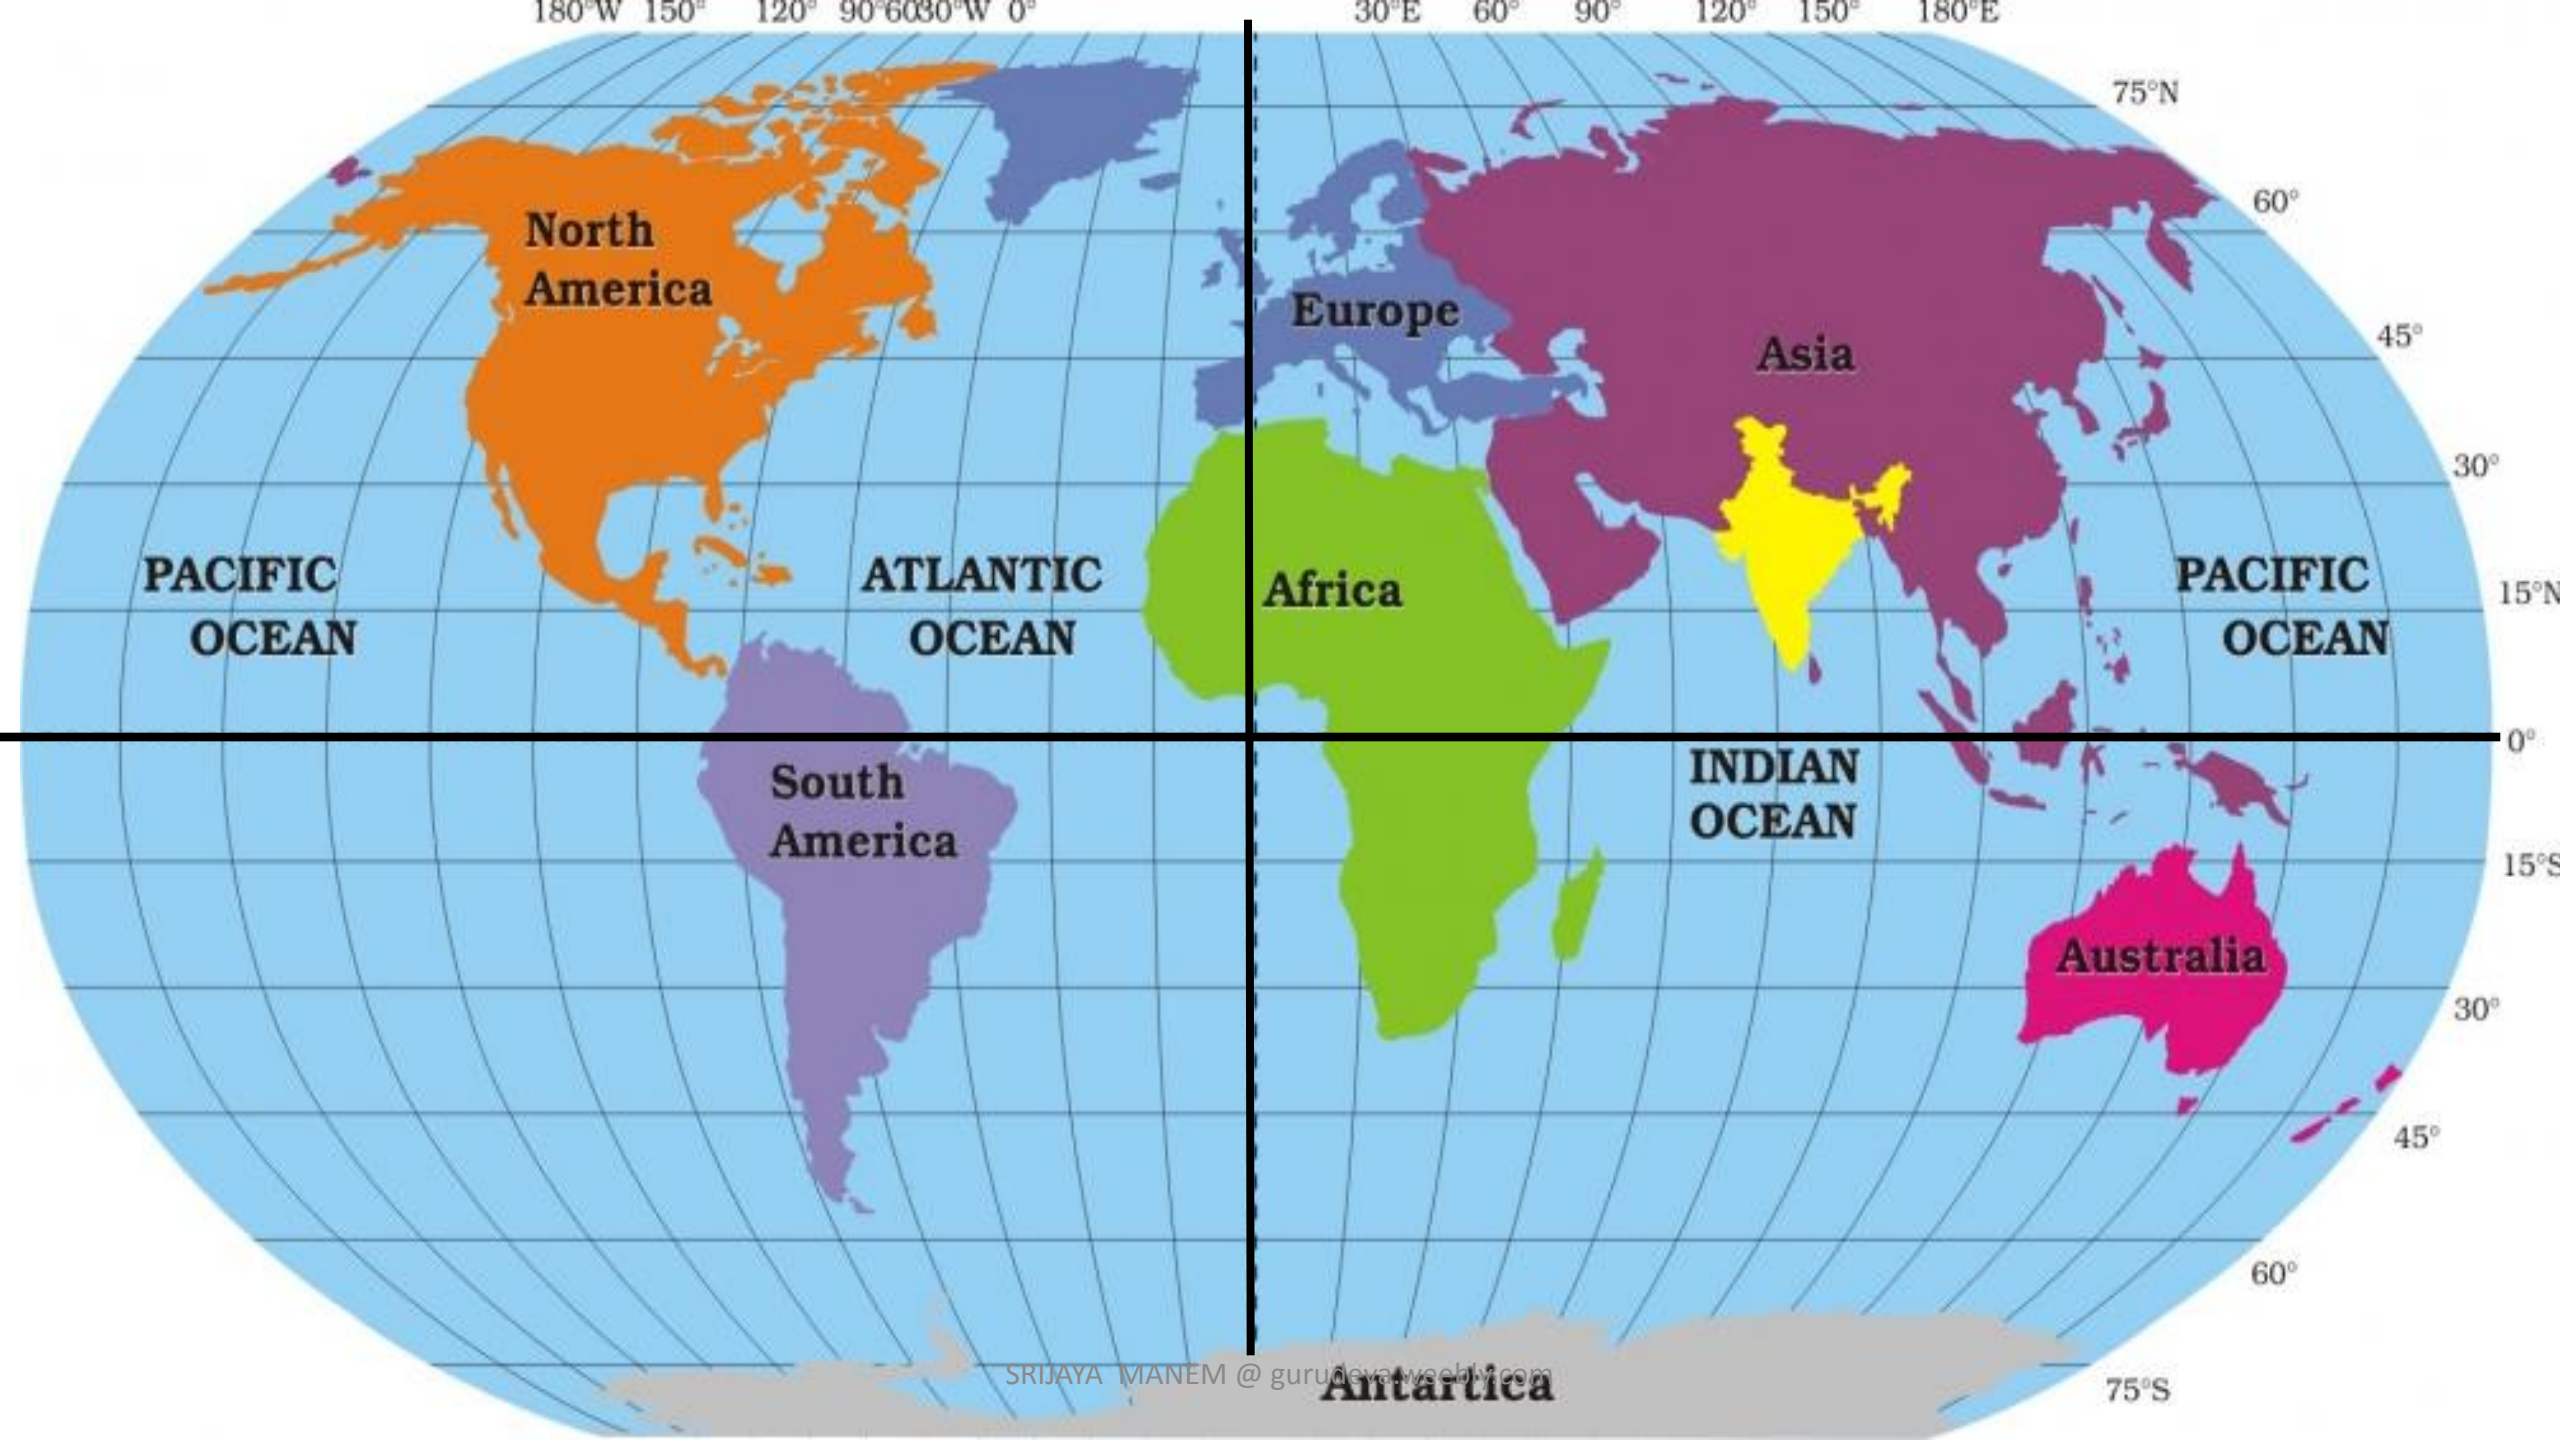 180°W 150° 120° 90°60°30°W 0° 30°E 60° 90° 120° 150° 180°E
75°N
60°
North
America
Europe
45°
Asia
30°
PACIFIC
OCEAN
ATLANTIC
OCEAN
Africa
PACIFIC
OCEAN
15°N
0°
South
America
INDIAN
OCEAN
15°S
Australia
30°
45°
60°
SRIJAYA MANEM @ gurudeva.weebly.com
Antartica
75°S